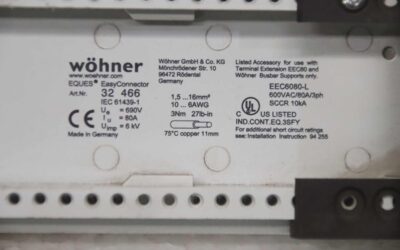 wöhner
www.woehner.com
EQUES® EasyConnector
Art.Nr. 32 466
IEC 61439-1
Ue = 690V
I = 80A
Uimp = 6 kV
CE
Made in Germany
Wöhner GmbH & Co. KG
Mönchrödener Str. 10
96472 Rödental
Germany
1,5 ...16mm²
10 ... 6AWG
3Nm 27lb-in
75°C copper 11mm
Listed Accessory for use with
Terminal Extension EEC80 and
Wöhner Busbar Supports only.
EEC6080-L
600VAC/80A/3ph
SCCR 10kA
C UL US LISTED
IND.CONT.EQ.3SFY
For additional short circuit ratings
see: Installation Instruction 94 255